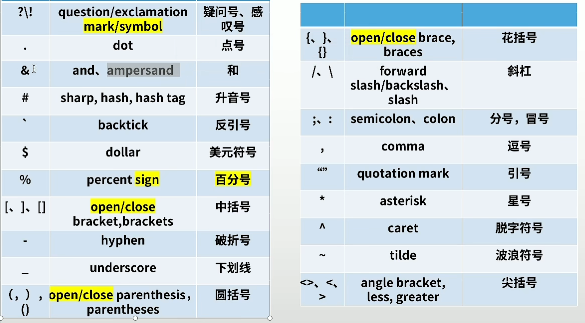 ?\! question/exclamation mark/symbol 疑问号、感叹号
. dot 点号
& and、ampersand 和
# sharp, hash, hash tag 升音号
` backtick 反引号
$ dollar 美元符号
% percent sign 百分号
[、]、[] open/close bracket,brackets 中括号
- hyphen 破折号
_ underscore 下划线
（，），() open/close parenthesis, parentheses 圆括号
{、}、{} open/close brace, braces 花括号
/、\ forward slash/backslash、slash 斜杠
;、: semicolon、colon 分号，冒号
, comma 逗号
“” quotation mark 引号
* asterisk 星号
^ caret 脱字符号
~ tilde 波浪符号
<>、<、> angle bracket, less, greater 尖括号